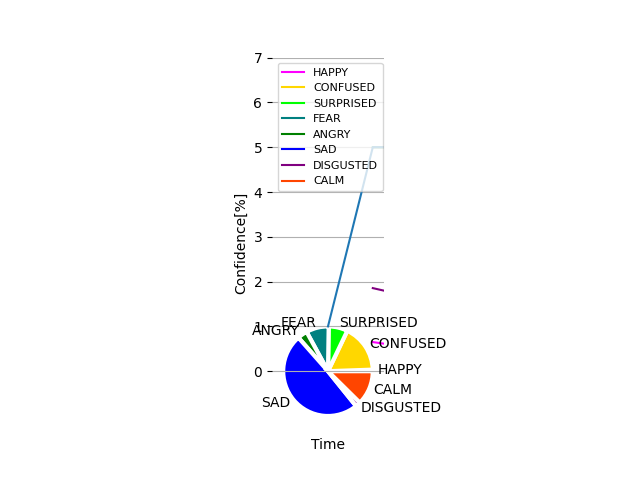 7
6
5
4
3
2
1
0
Confidence[%]
HAPPY
CONFUSED
SURPRISED
FEAR
ANGRY
SAD
DISGUSTED
CALM
FEAR
SURPRISED
ANGRY
CONFUSED
HAPPY
CALM
SAD
DISGUSTED
Time